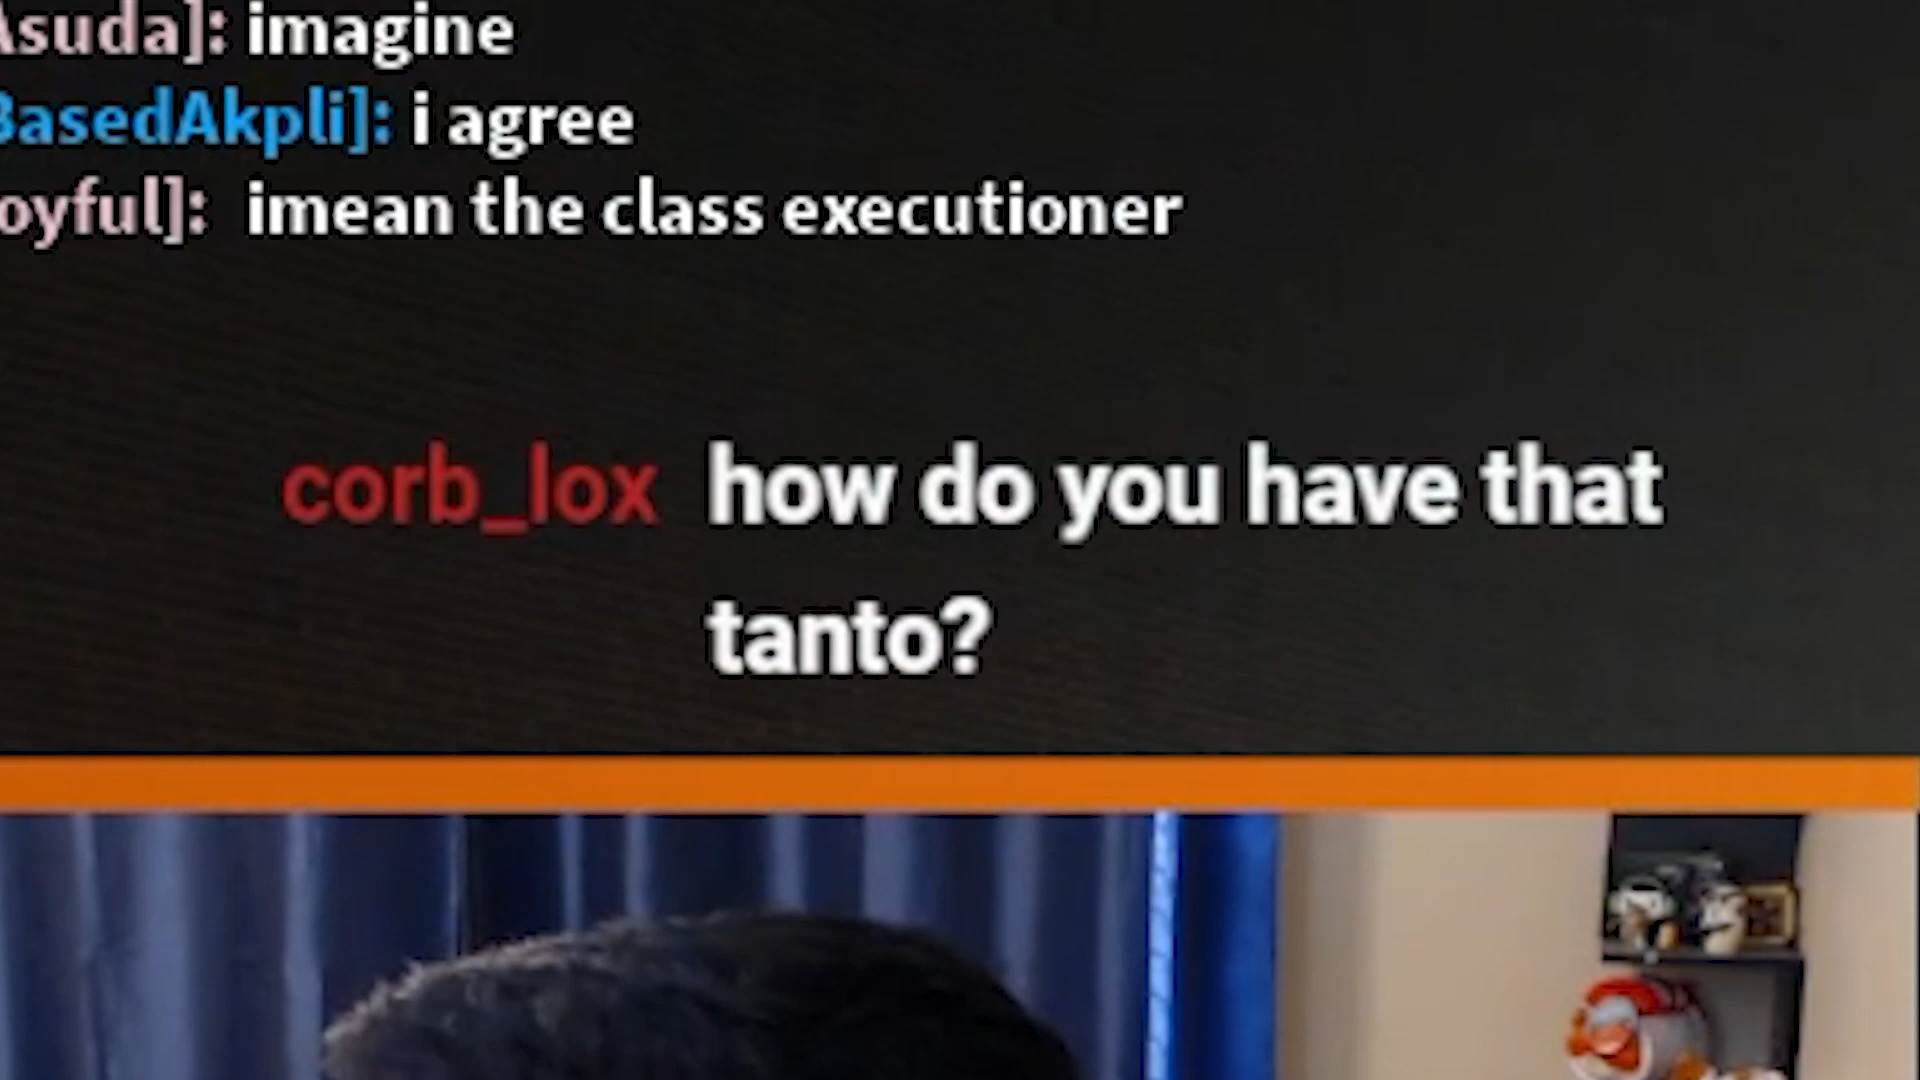 Asuda]: imagine
BasedAkpli]: i agree
oyful]: imean the class executioner
corb_lox how do you have that
tanto?